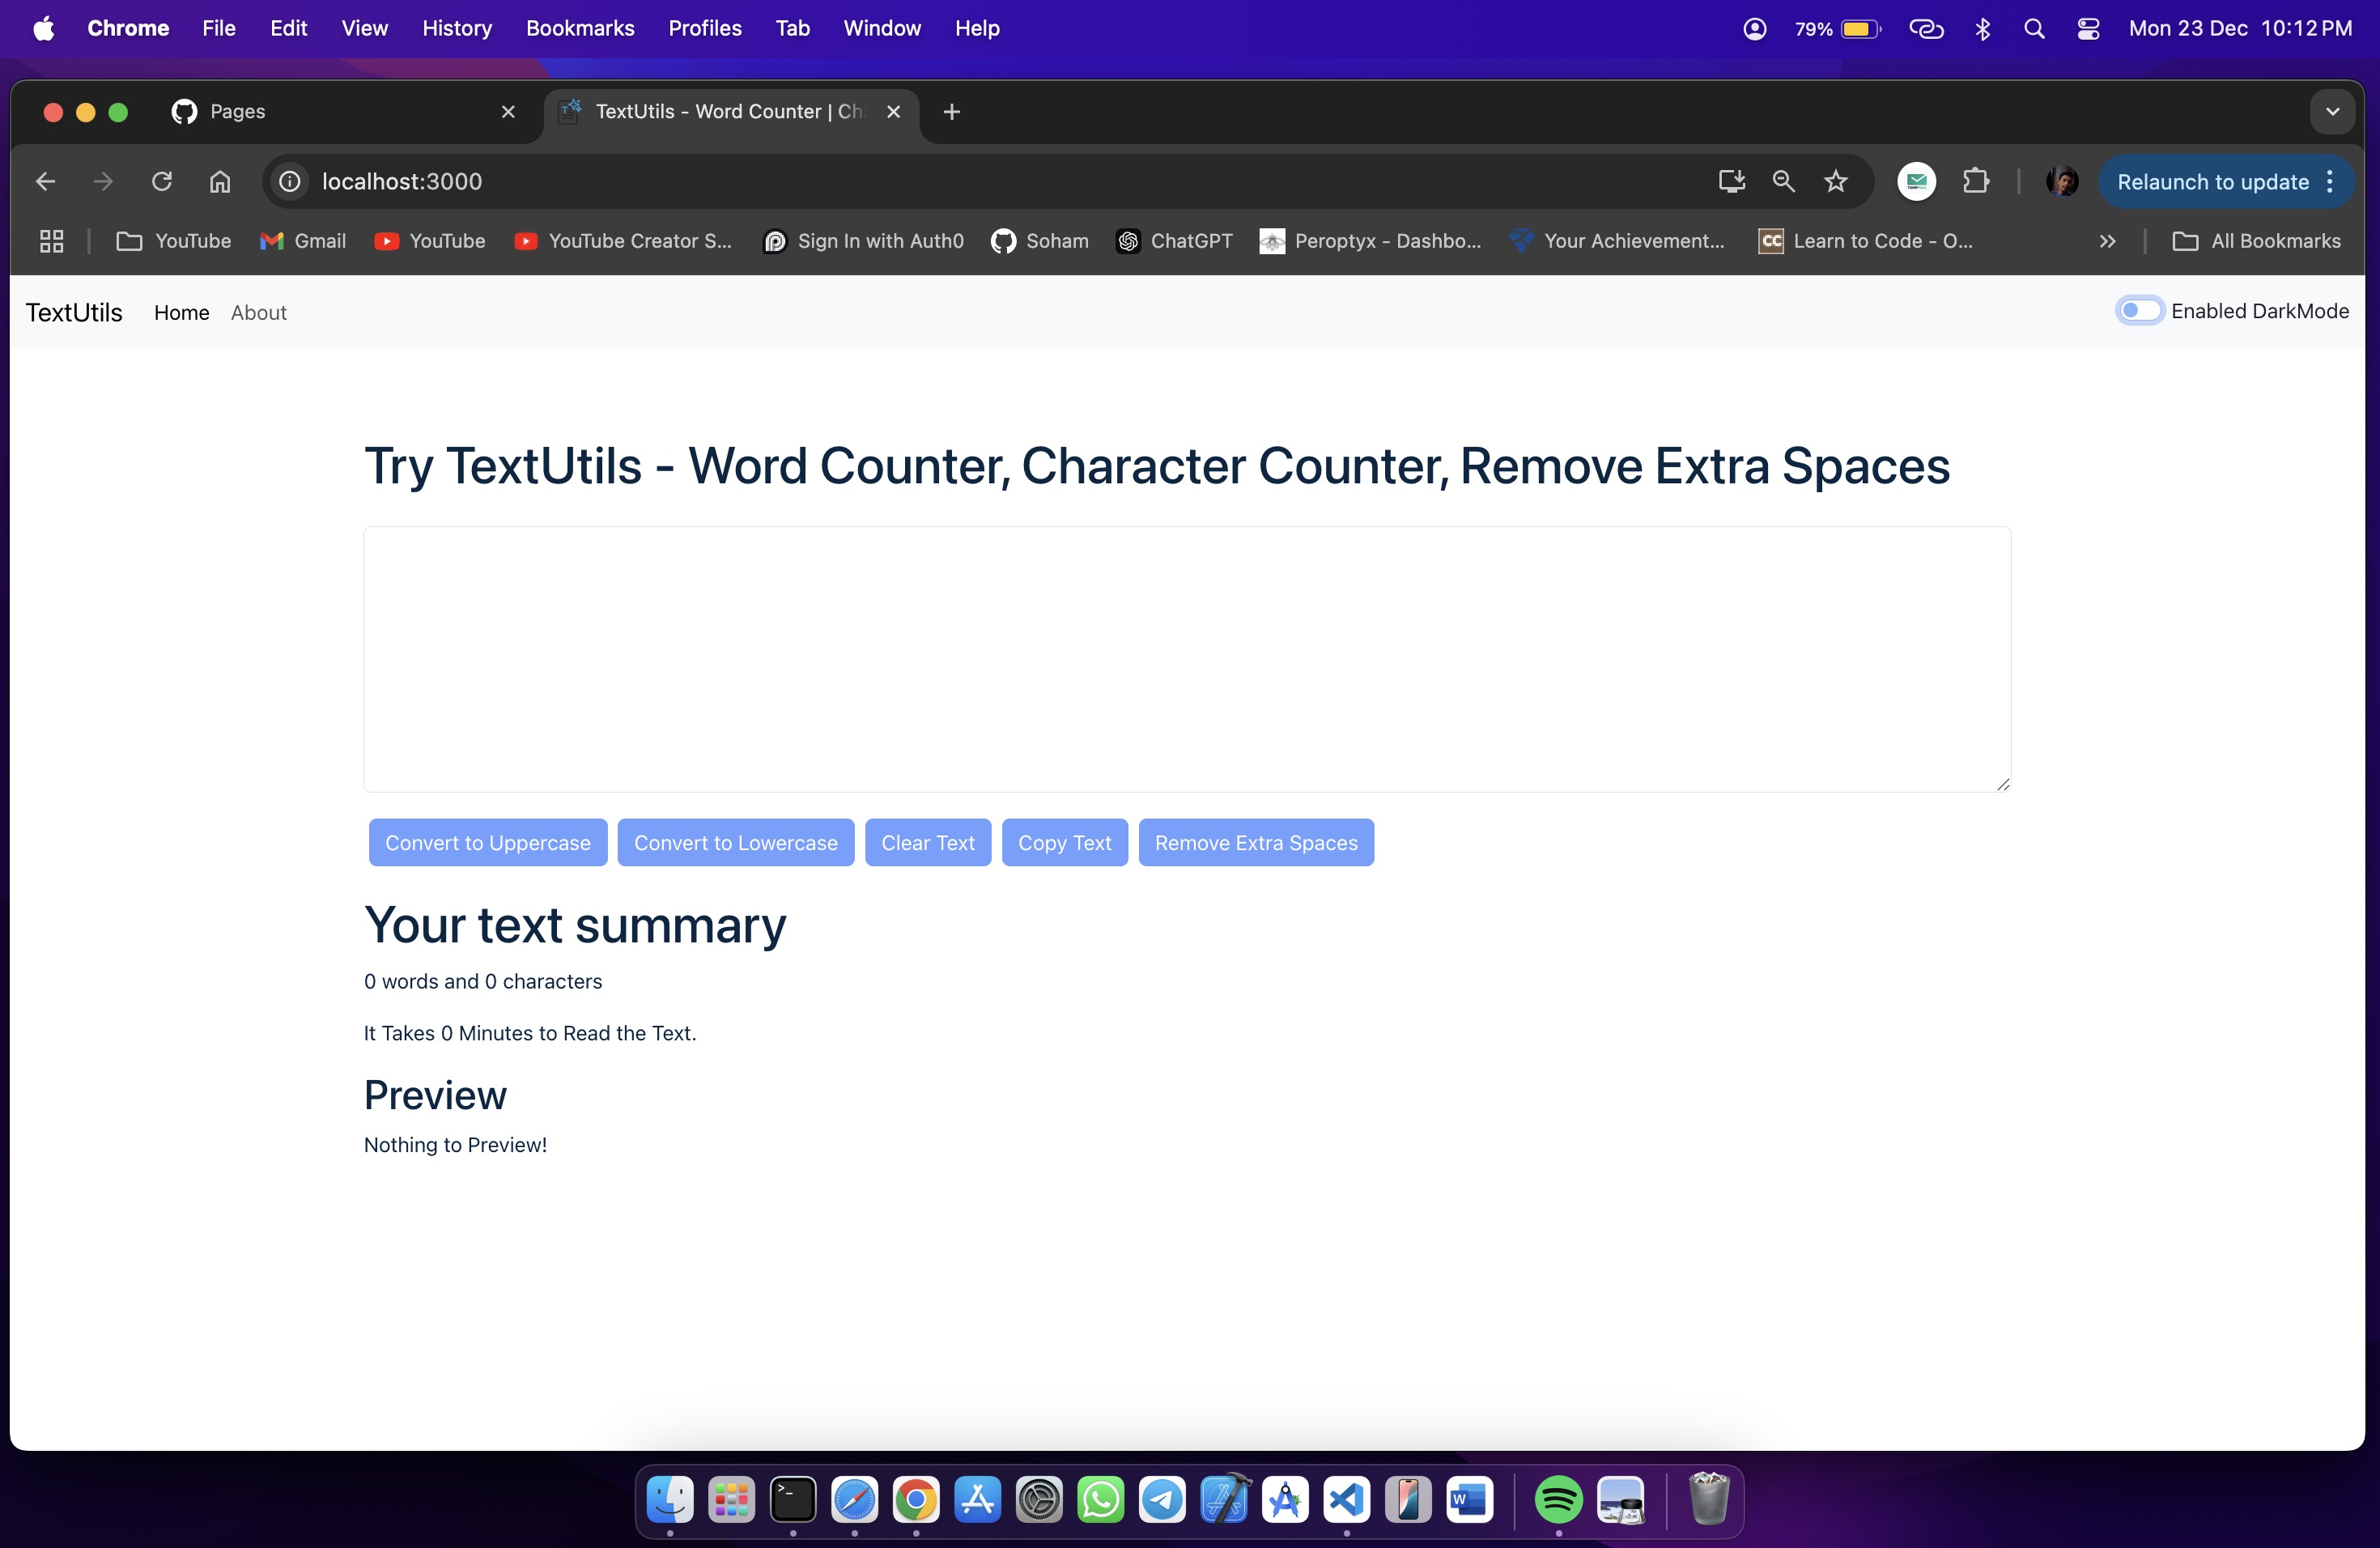 Chrome File Edit View History Bookmarks Profiles Tab Window Help 79% Mon 23 Dec 10:12 PM
Pages TextUtils - Word Counter | Ch
localhost:3000 Relaunch to update
YouTube Gmail YouTube YouTube Creator S... Sign In with Auth0 Soham ChatGPT Peroptyx - Dashbo... Your Achievement... CC Learn to Code - O... All Bookmarks
TextUtils Home About Enabled DarkMode
Try TextUtils - Word Counter, Character Counter, Remove Extra Spaces
Convert to Uppercase Convert to Lowercase Clear Text Copy Text Remove Extra Spaces
Your text summary
0 words and 0 characters
It Takes 0 Minutes to Read the Text.
Preview
Nothing to Preview!